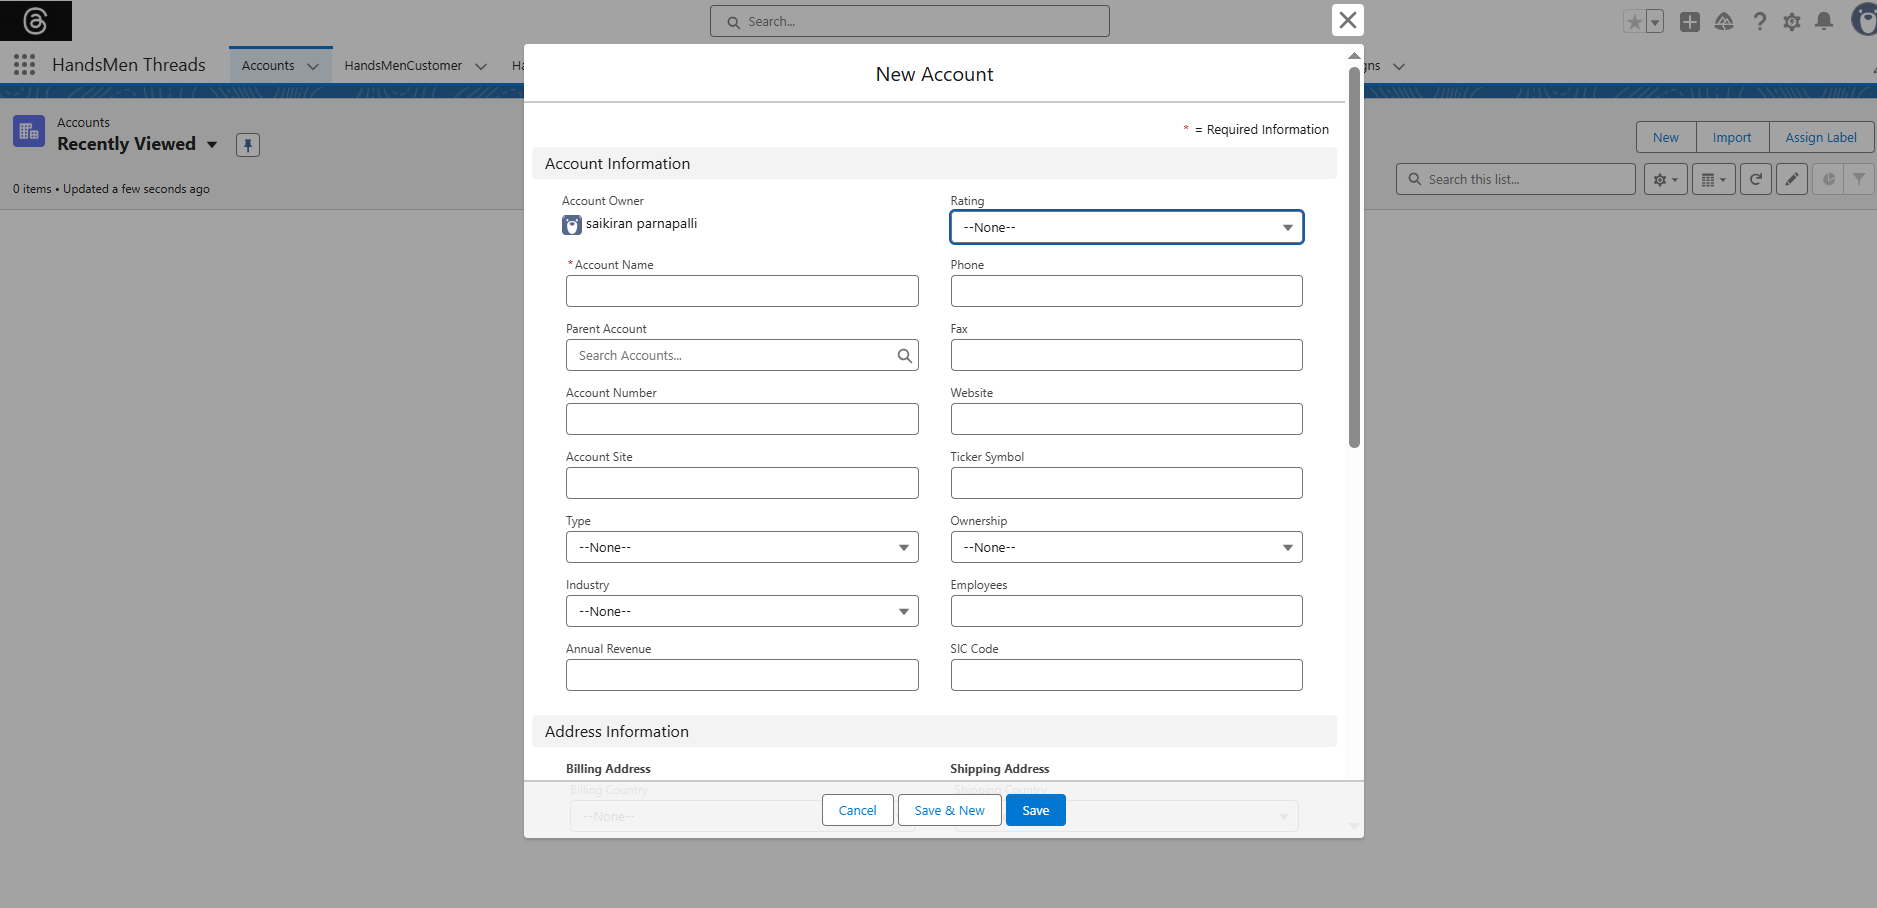 Search...
HandsMen Threads
Accounts
HandsMenCustomer
Ha
gns
Accounts
Recently Viewed
0 items • Updated a few seconds ago
New
Import
Assign Label
Search this list...
New Account
* = Required Information
Account Information
Account Owner
saikiran parnapalli
Rating
--None--
*Account Name
Phone
Parent Account
Search Accounts...
Fax
Account Number
Website
Account Site
Ticker Symbol
Type
--None--
Ownership
--None--
Industry
--None--
Employees
Annual Revenue
SIC Code
Address Information
Billing Address
Shipping Address
Billing Country
Shipping Country
--None--
Cancel
Save & New
Save